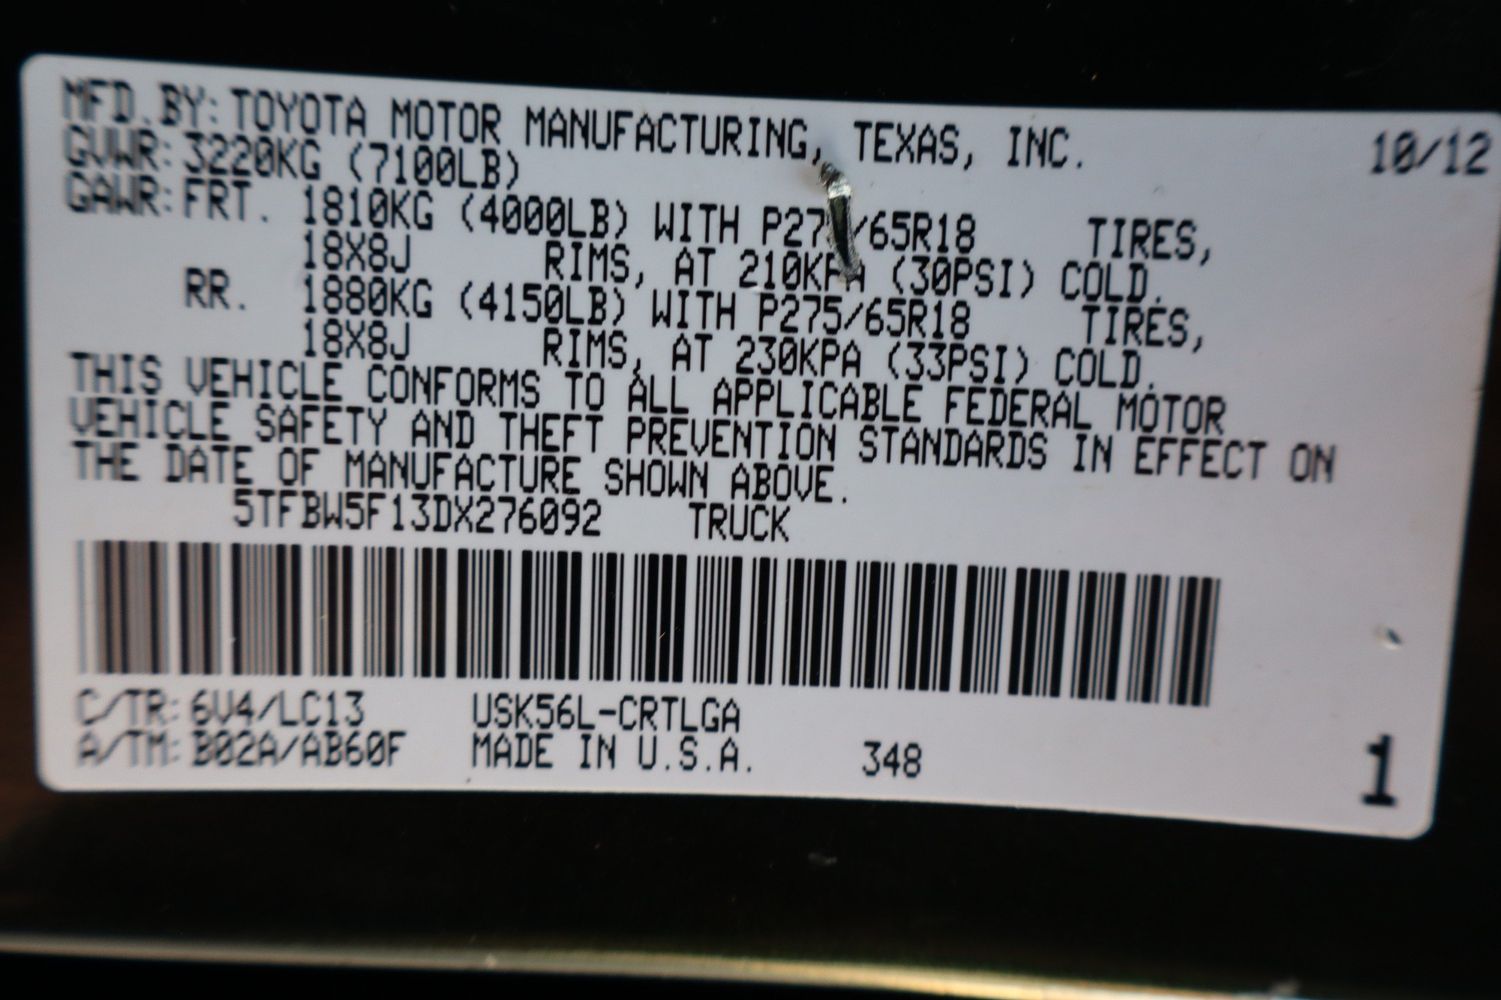 MFD.BY: TOYOTA MOTOR MANUFACTURING, TEXAS, INC. 10/12
GVWR: 3220KG (7100LB)
GAWR: FRT. 1810KG (4000LB) WITH P27 /65R18 TIRES,
18X8J RIMS, AT 210KPA (30PSI) COLD.
RR. 1880KG (4150LB) WITH P275/65R18 TIRES,
18X8J RIMS, AT 230KPA (33PSI) COLD.
THIS VEHICLE CONFORMS TO ALL APPLICABLE FEDERAL MOTOR
VEHICLE SAFETY AND THEFT PREVENTION STANDARDS IN EFFECT ON
THE DATE OF MANUFACTURE SHOWN ABOVE.
5TFBW5F13DX276092 TRUCK
C/TR: 6V4/LC13 USK56L-CRTLGA
A/TM: B02A/AB60F MADE IN U.S.A. 348
1